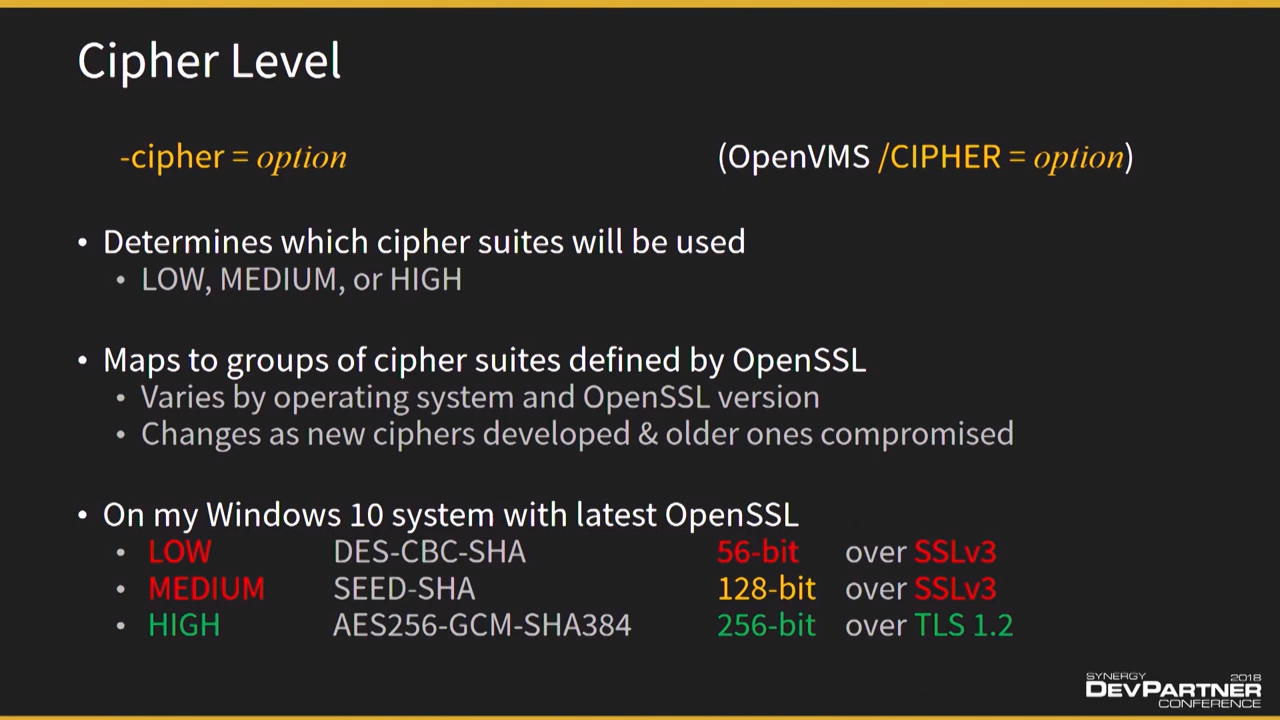 Cipher Level
-cipher = option (OpenVMS /CIPHER = option)
• Determines which cipher suites will be used
• LOW, MEDIUM, or HIGH
• Maps to groups of cipher suites defined by OpenSSL
• Varies by operating system and OpenSSL version
• Changes as new ciphers developed & older ones compromised
• On my Windows 10 system with latest OpenSSL
• LOW DES-CBC-SHA 56-bit over SSLv3
• MEDIUM SEED-SHA 128-bit over SSLv3
• HIGH AES256-GCM-SHA384 256-bit over TLS 1.2
SYNERGY 2018
DEVPARTNER
CONFERENCE